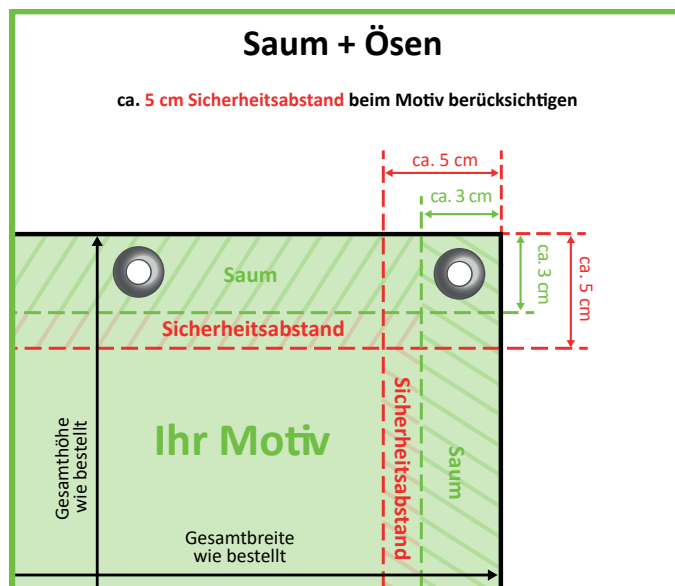 Saum + Ösen
ca. 5 cm Sicherheitsabstand beim Motiv berücksichtigen
ca. 5 cm
ca. 3 cm
ca. 3 cm
ca. 5 cm
Saum
Sicherheitsabstand
Gesamthöhe
wie bestellt
Ihr Motiv
Sicherheitsabstand
Saum
Gesamtbreite
wie bestellt